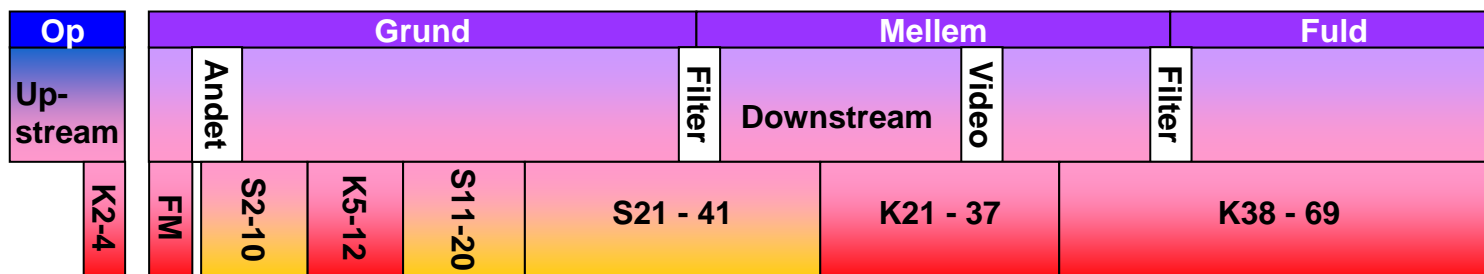 Op
Grund
Mellem
Fuld
Up-
stream
Andet
Filter
Downstream
Video
Filter
K2-4
FM
S2-10
K5-12
S11-20
S21 - 41
K21 - 37
K38 - 69